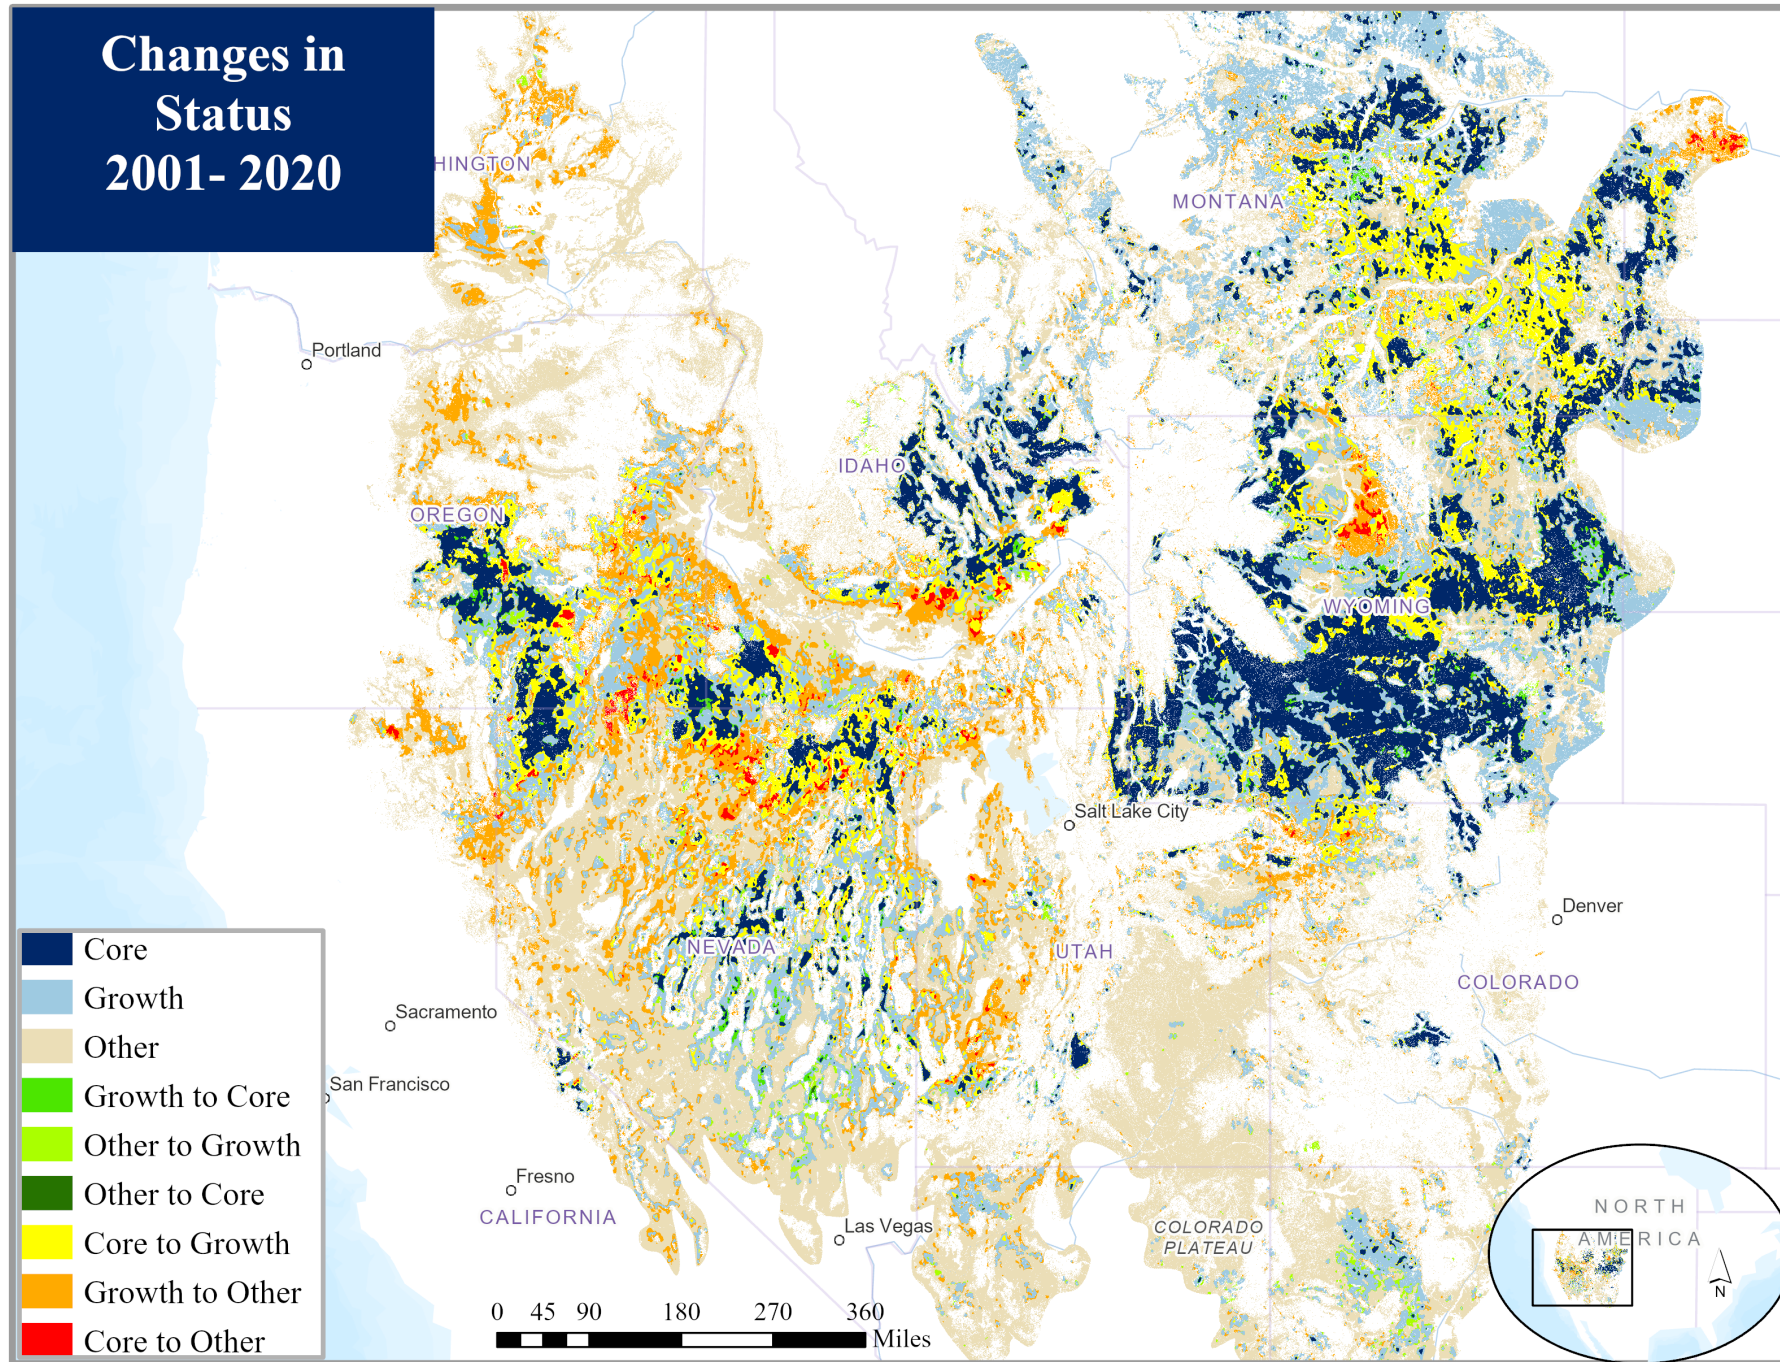 Changes in
Status
2001- 2020
HINGTON
MONTANA
Portland
IDAHO
OREGON
WYOMING
Salt Lake City
Denver
NEVADA
UTAH
COLORADO
Sacramento
San Francisco
Fresno
CALIFORNIA
Las Vegas
COLORADO
PLATEAU
Core
Growth
Other
Growth to Core
Other to Growth
Other to Core
Core to Growth
Growth to Other
Core to Other
0 45 90 180 270 360
Miles
NORTH
AMERICA
N